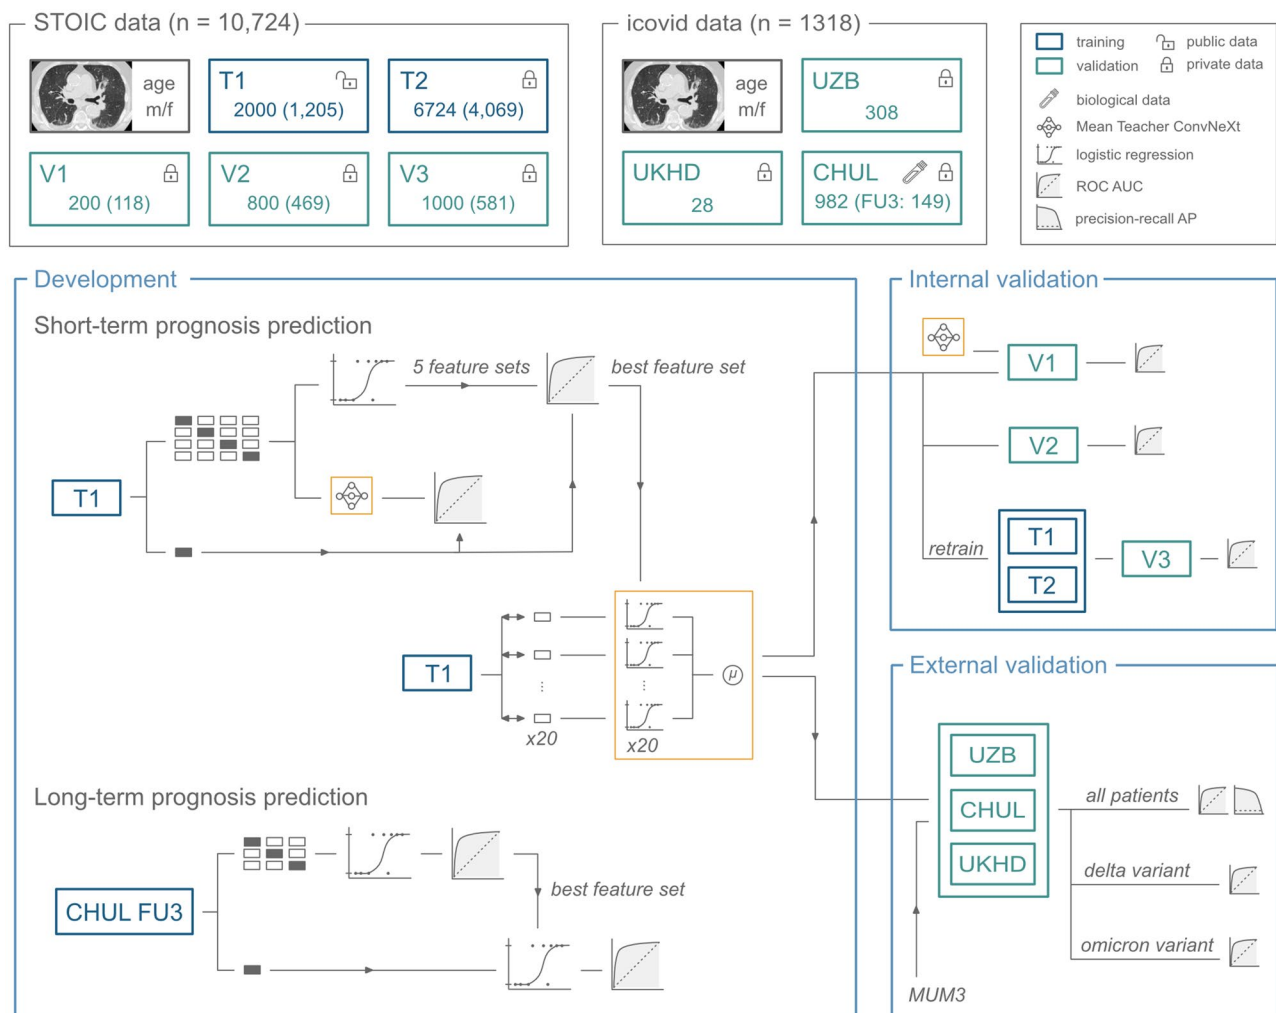 STOIC data (n = 10,724)
age
m/f
T1
2000 (1,205)
T2
6724 (4,069)
V1
200 (118)
V2
800 (469)
V3
1000 (581)
icovid data (n = 1318)
age
m/f
UZB
308
UKHD
28
CHUL
982 (FU3: 149)
training
public data
validation
private data
biological data
Mean Teacher ConvNeXt
logistic regression
ROC AUC
precision-recall AP
Development
Short-term prognosis prediction
5 feature sets
best feature set
T1
T1
...
...
μ
x20
x20
Long-term prognosis prediction
CHUL FU3
best feature set
Internal validation
V1
V2
retrain
T1
T2
V3
External validation
UZB
CHUL
UKHD
all patients
delta variant
omicron variant
MUM3